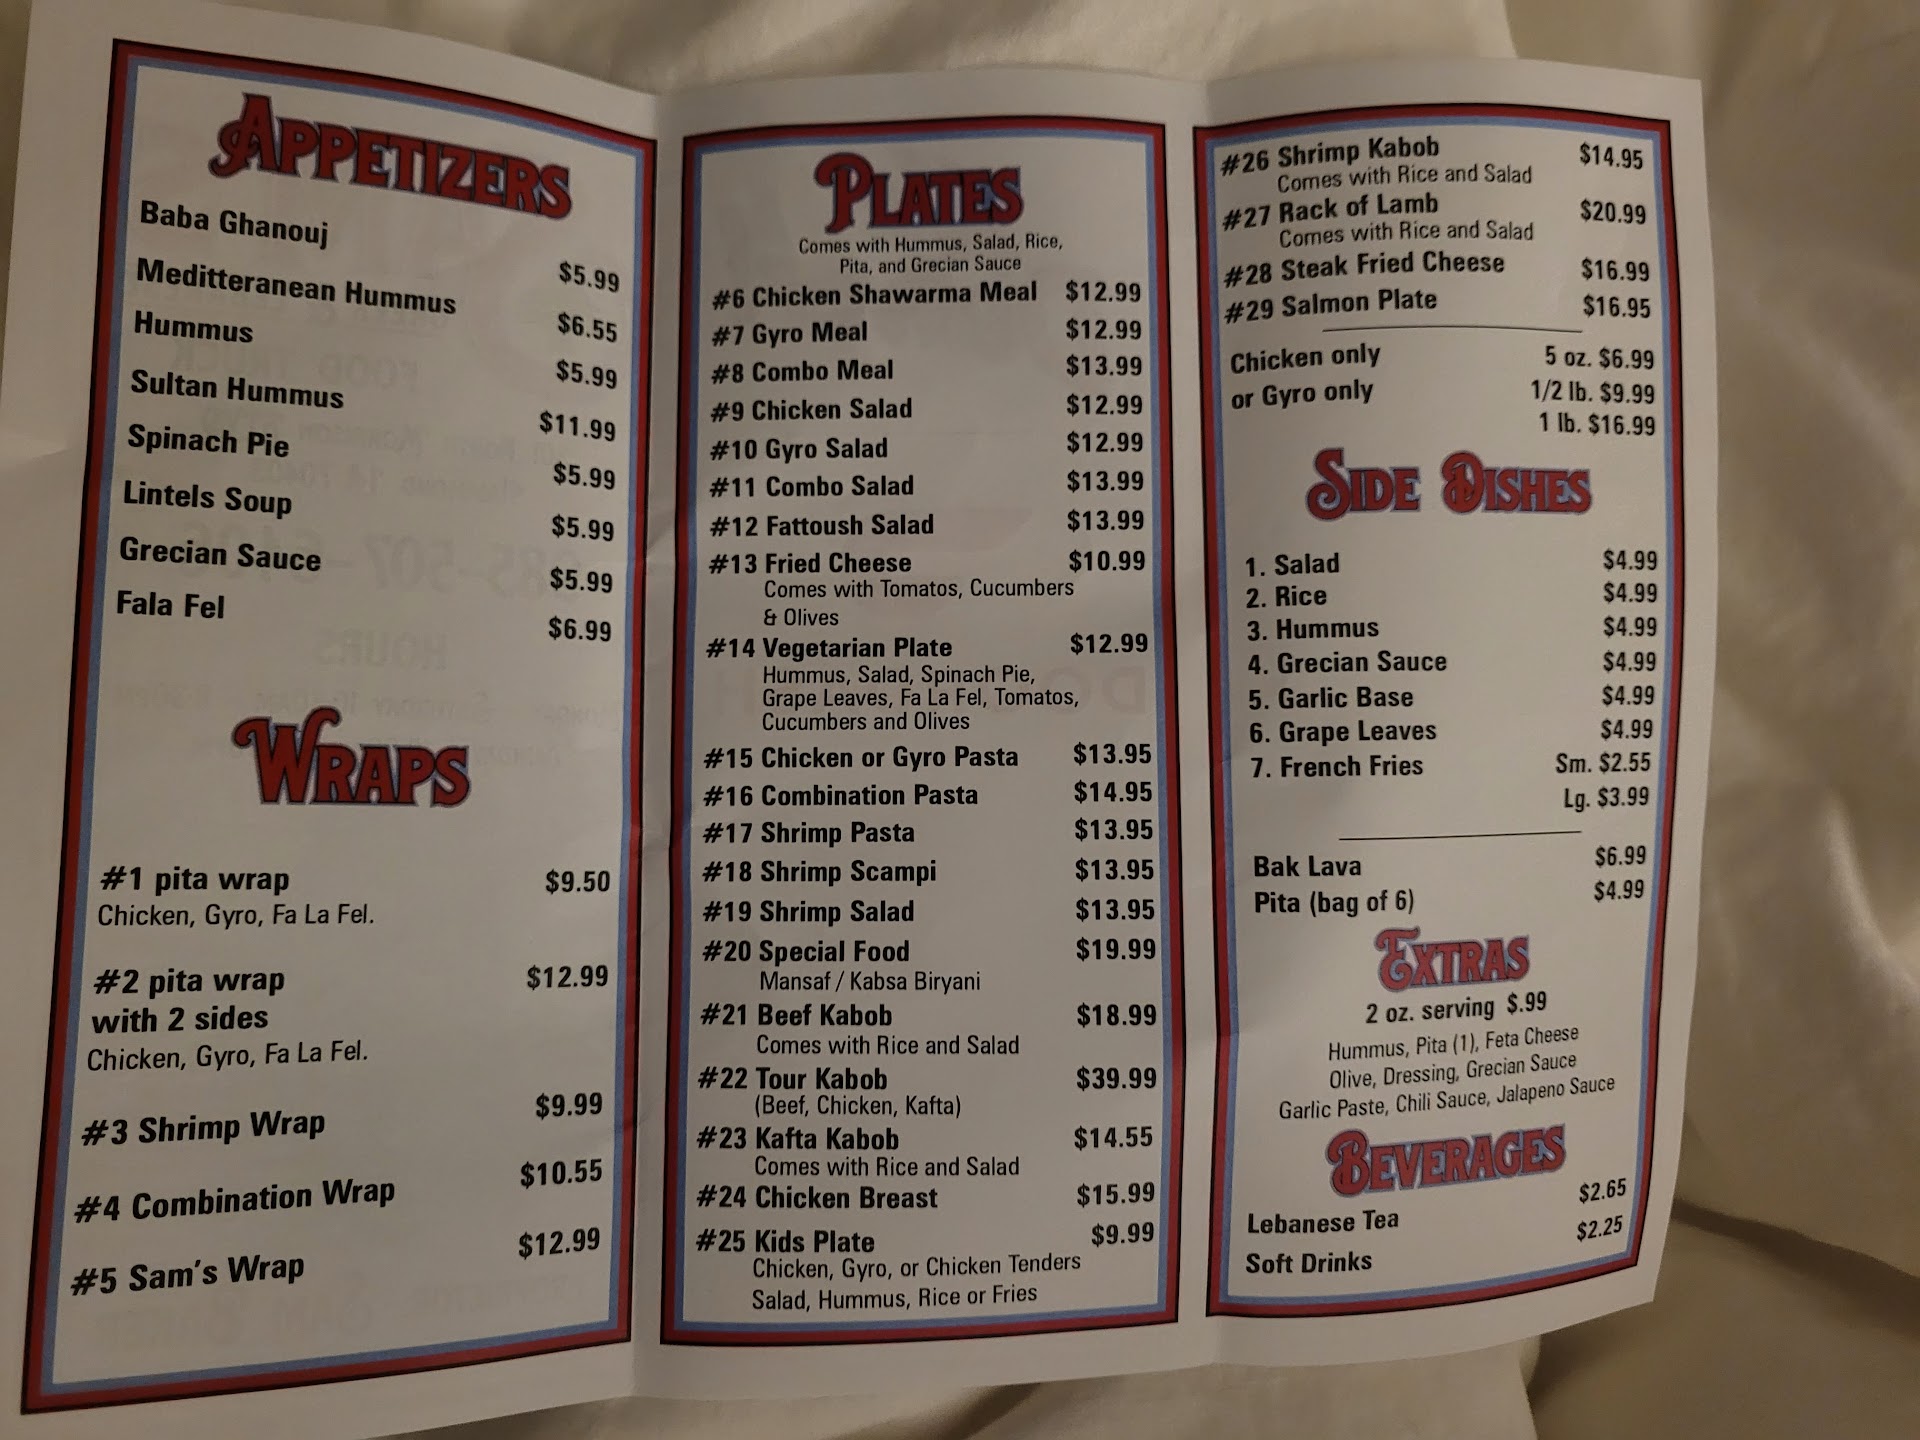 APPETIZERS
Baba Ghanouj $5.99
Meditteranean Hummus $6.55
Hummus $5.99
Sultan Hummus $11.99
Spinach Pie $5.99
Lintels Soup $5.99
Grecian Sauce $5.99
Fala Fel $6.99
WRAPS
#1 pita wrap $9.50
Chicken, Gyro, Fa La Fel.
#2 pita wrap $12.99
with 2 sides
Chicken, Gyro, Fa La Fel.
#3 Shrimp Wrap $9.99
#4 Combination Wrap $10.55
#5 Sam's Wrap $12.99
PLATES
Comes with Hummus, Salad, Rice,
Pita, and Grecian Sauce
#6 Chicken Shawarma Meal $12.99
#7 Gyro Meal $12.99
#8 Combo Meal $13.99
#9 Chicken Salad $12.99
#10 Gyro Salad $12.99
#11 Combo Salad $13.99
#12 Fattoush Salad $13.99
#13 Fried Cheese $10.99
Comes with Tomatos, Cucumbers
& Olives
#14 Vegetarian Plate $12.99
Hummus, Salad, Spinach Pie,
Grape Leaves, Fa La Fel, Tomatos,
Cucumbers and Olives
#15 Chicken or Gyro Pasta $13.95
#16 Combination Pasta $14.95
#17 Shrimp Pasta $13.95
#18 Shrimp Scampi $13.95
#19 Shrimp Salad $13.95
#20 Special Food $19.99
Mansaf / Kabsa Biryani
#21 Beef Kabob $18.99
Comes with Rice and Salad
#22 Tour Kabob $39.99
(Beef, Chicken, Kafta)
#23 Kafta Kabob $14.55
Comes with Rice and Salad
#24 Chicken Breast $15.99
#25 Kids Plate $9.99
Chicken, Gyro, or Chicken Tenders
Salad, Hummus, Rice or Fries
#26 Shrimp Kabob $14.95
Comes with Rice and Salad
#27 Rack of Lamb $20.99
Comes with Rice and Salad
#28 Steak Fried Cheese $16.99
#29 Salmon Plate $16.95
Chicken only 5 oz. $6.99
or Gyro only 1/2 lb. $9.99
1 lb. $16.99
SIDE DISHES
1. Salad $4.99
2. Rice $4.99
3. Hummus $4.99
4. Grecian Sauce $4.99
5. Garlic Base $4.99
6. Grape Leaves $4.99
7. French Fries Sm. $2.55
Lg. $3.99
Bak Lava $6.99
Pita (bag of 6) $4.99
EXTRAS
2 oz. serving $.99
Hummus, Pita (1), Feta Cheese
Olive, Dressing, Grecian Sauce
Garlic Paste, Chili Sauce, Jalapeno Sauce
BEVERAGES
Lebanese Tea $2.65
Soft Drinks $2.25